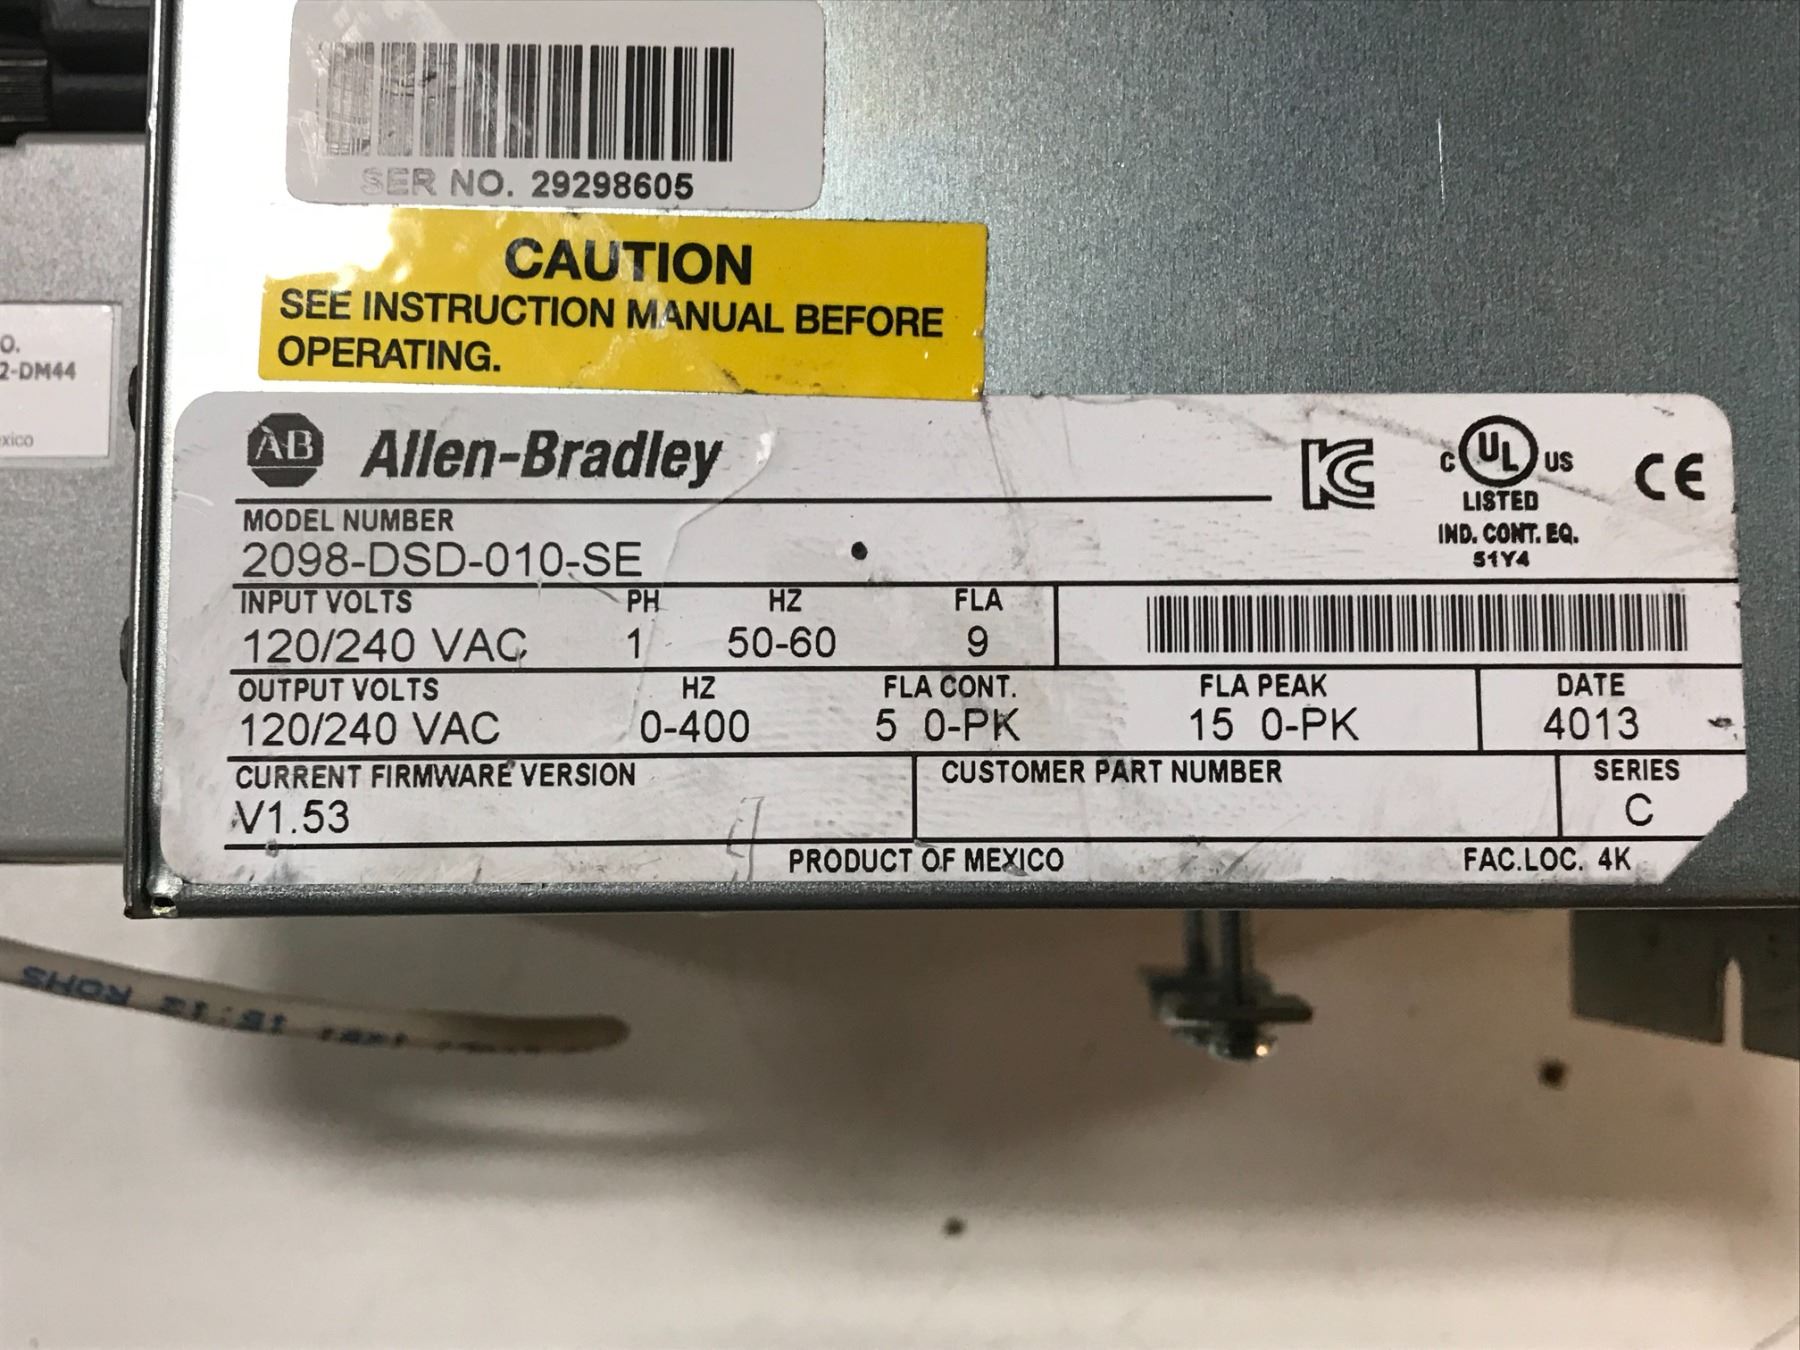 SER NO. 29298605
CAUTION
SEE INSTRUCTION MANUAL BEFORE
OPERATING.
O.
2-DM44
xico
AB Allen-Bradley
KC
C UL US
LISTED
IND. CONT. EQ.
51Y4
CE
MODEL NUMBER
2098-DSD-010-SE
INPUT VOLTS PH HZ FLA
120/240 VAC 1 50-60 9
OUTPUT VOLTS HZ FLA CONT. FLA PEAK DATE
120/240 VAC 0-400 5 0-PK 15 0-PK 4013
CURRENT FIRMWARE VERSION CUSTOMER PART NUMBER SERIES
V1.53 C
PRODUCT OF MEXICO FAC.LOC. 4K
ROHS